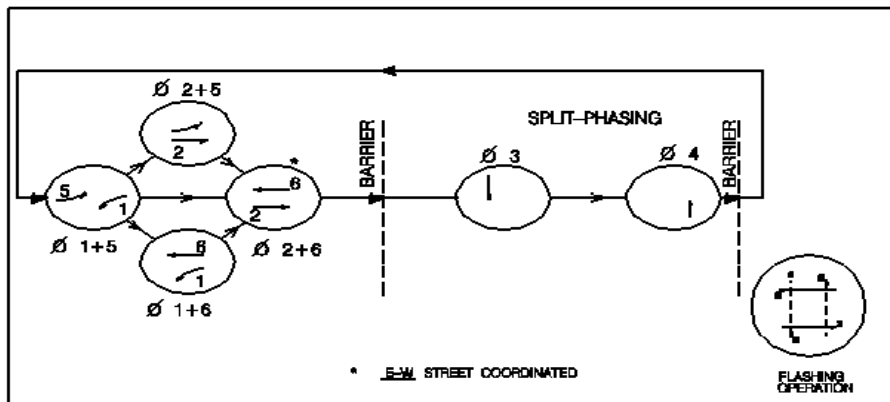 Ø 2+5
2
SPLIT-PHASING
BARRIER
BARRIER
Ø 3
Ø 4
5
1
Ø 1+5
*
6
2
Ø 2+6
6
1
Ø 1+6
* E-W STREET COORDINATED
FLASHING
OPERATION